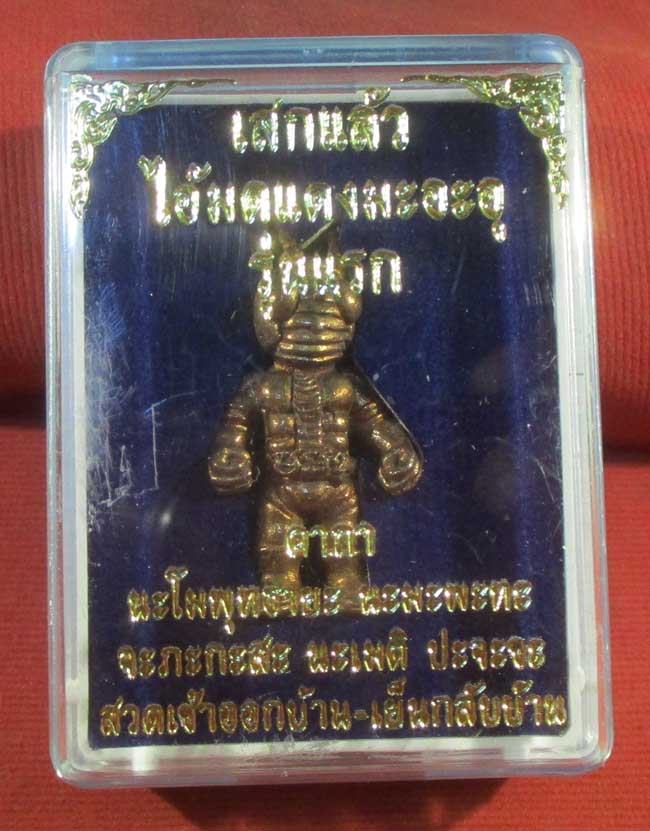 เสกแล้ว
ไอ้มดแดงมะอะอุ
รุ่นแรก
คาถา
นะโมพุทธายะ นะมะพะทะ
จะภะกะสะ นะเมติ ปะจะจะ
สวดเช้าออกบ้าน-เย็นกลับบ้าน